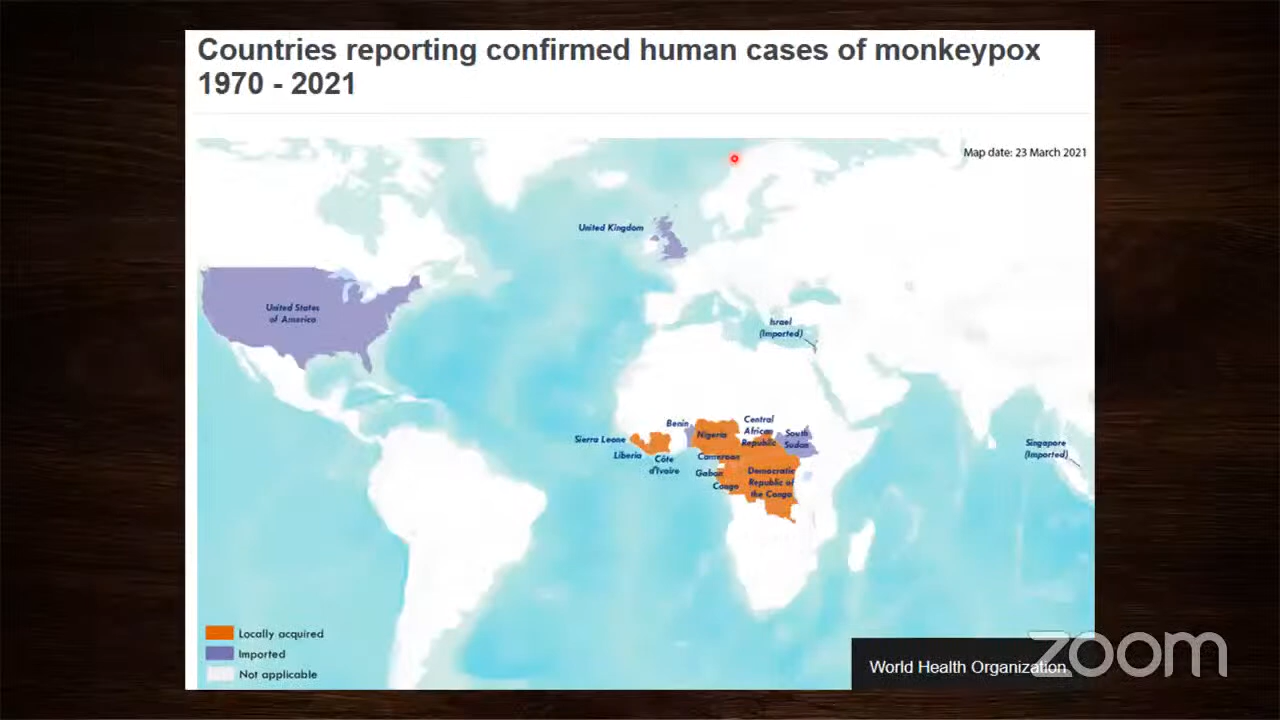 Countries reporting confirmed human cases of monkeypox
1970 - 2021
Map date: 23 March 2021
United Kingdom
United States
of America
Israel
(Imported)
Benin
Nigeria
Central
African
Republic
South
Sudan
Sierra Leone
Liberia
Côte
d'Ivoire
Cameroon
Gabon
Congo
Democratic
Republic of
the Congo
Singapore
(Imported)
Locally acquired
Imported
Not applicable
World Health Organization
zoom